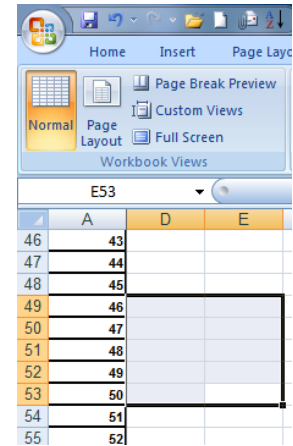 Home Insert Page Layo
Normal Page Layout
Page Break Preview
Custom Views
Full Screen
Workbook Views
E53
A D E
46 43
47 44
48 45
49 46
50 47
51 48
52 49
53 50
54 51
55 52